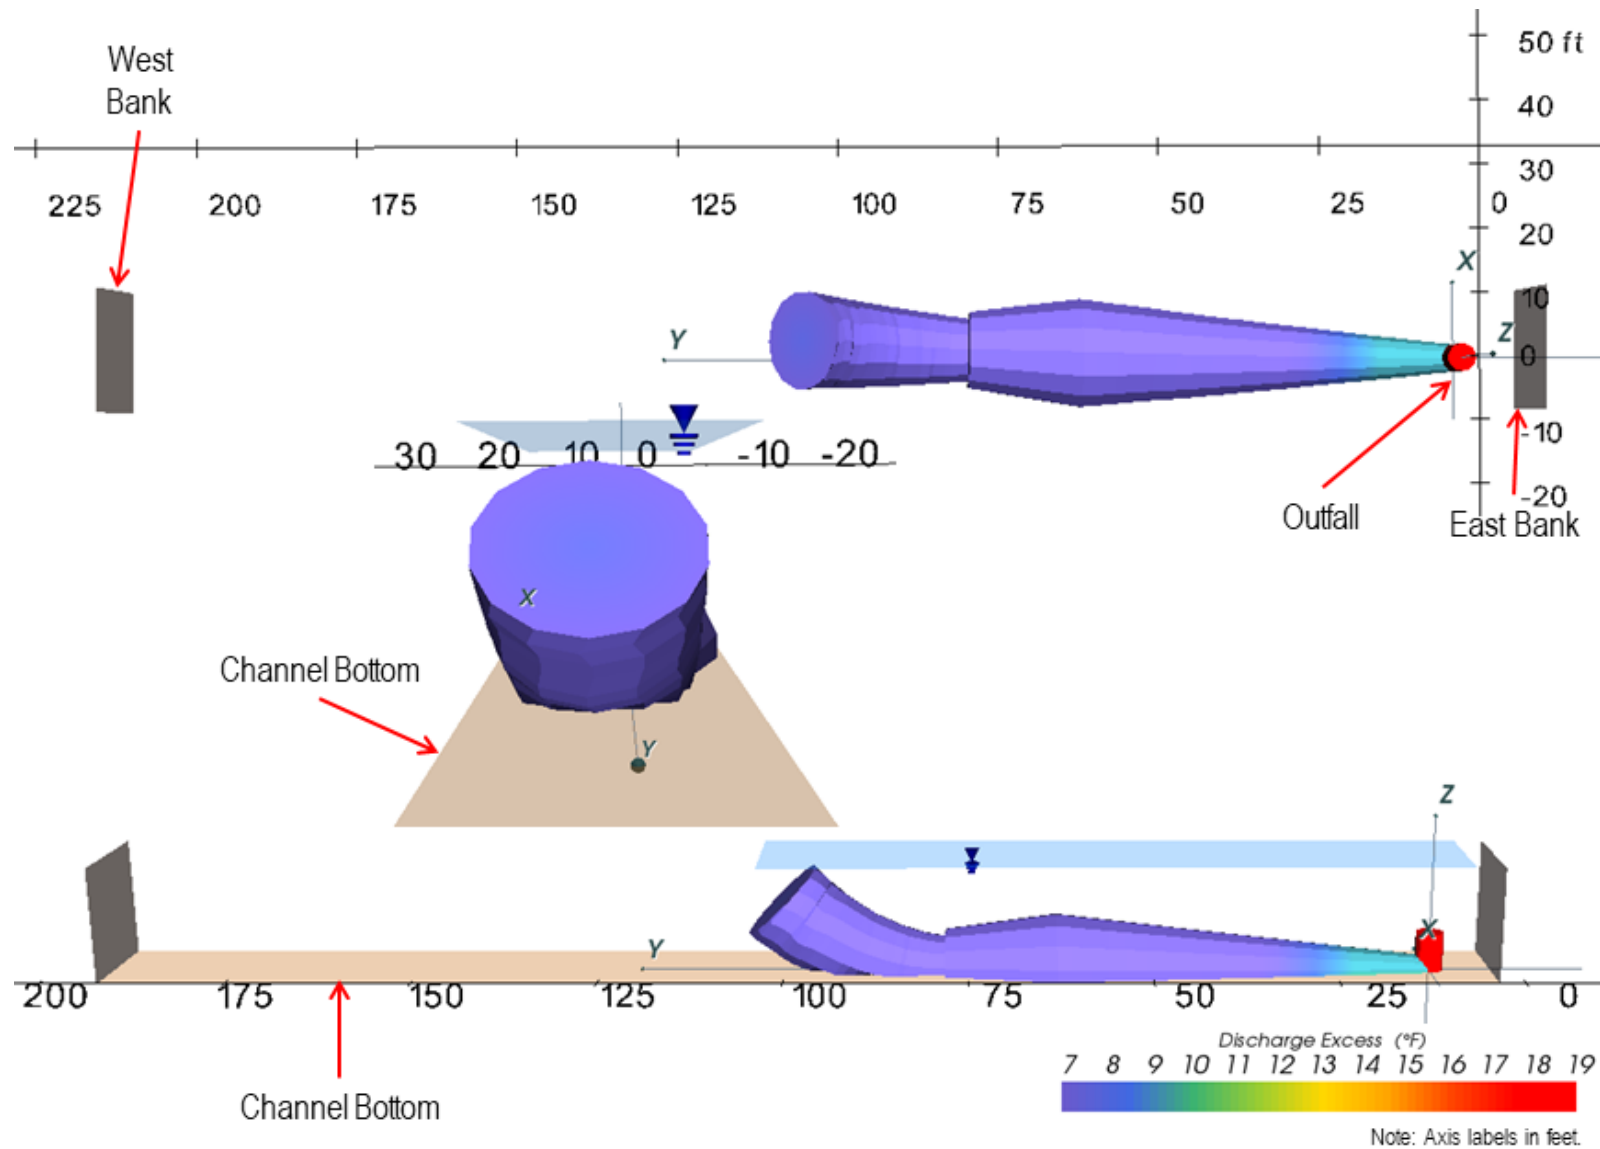 West
Bank
50 ft
40
30
225 200 175 150 125 100 75 50 25 0
20
X
10
Y
Z
0
-10
30 20 10 0 -10 -20
-20
Outfall
East Bank
X
Channel Bottom
Y
Z
X
Y
200 175 150 125 100 75 50 25 0
Discharge Excess (°F)
7 8 9 10 11 12 13 14 15 16 17 18 19
Channel Bottom
Note: Axis labels in feet.